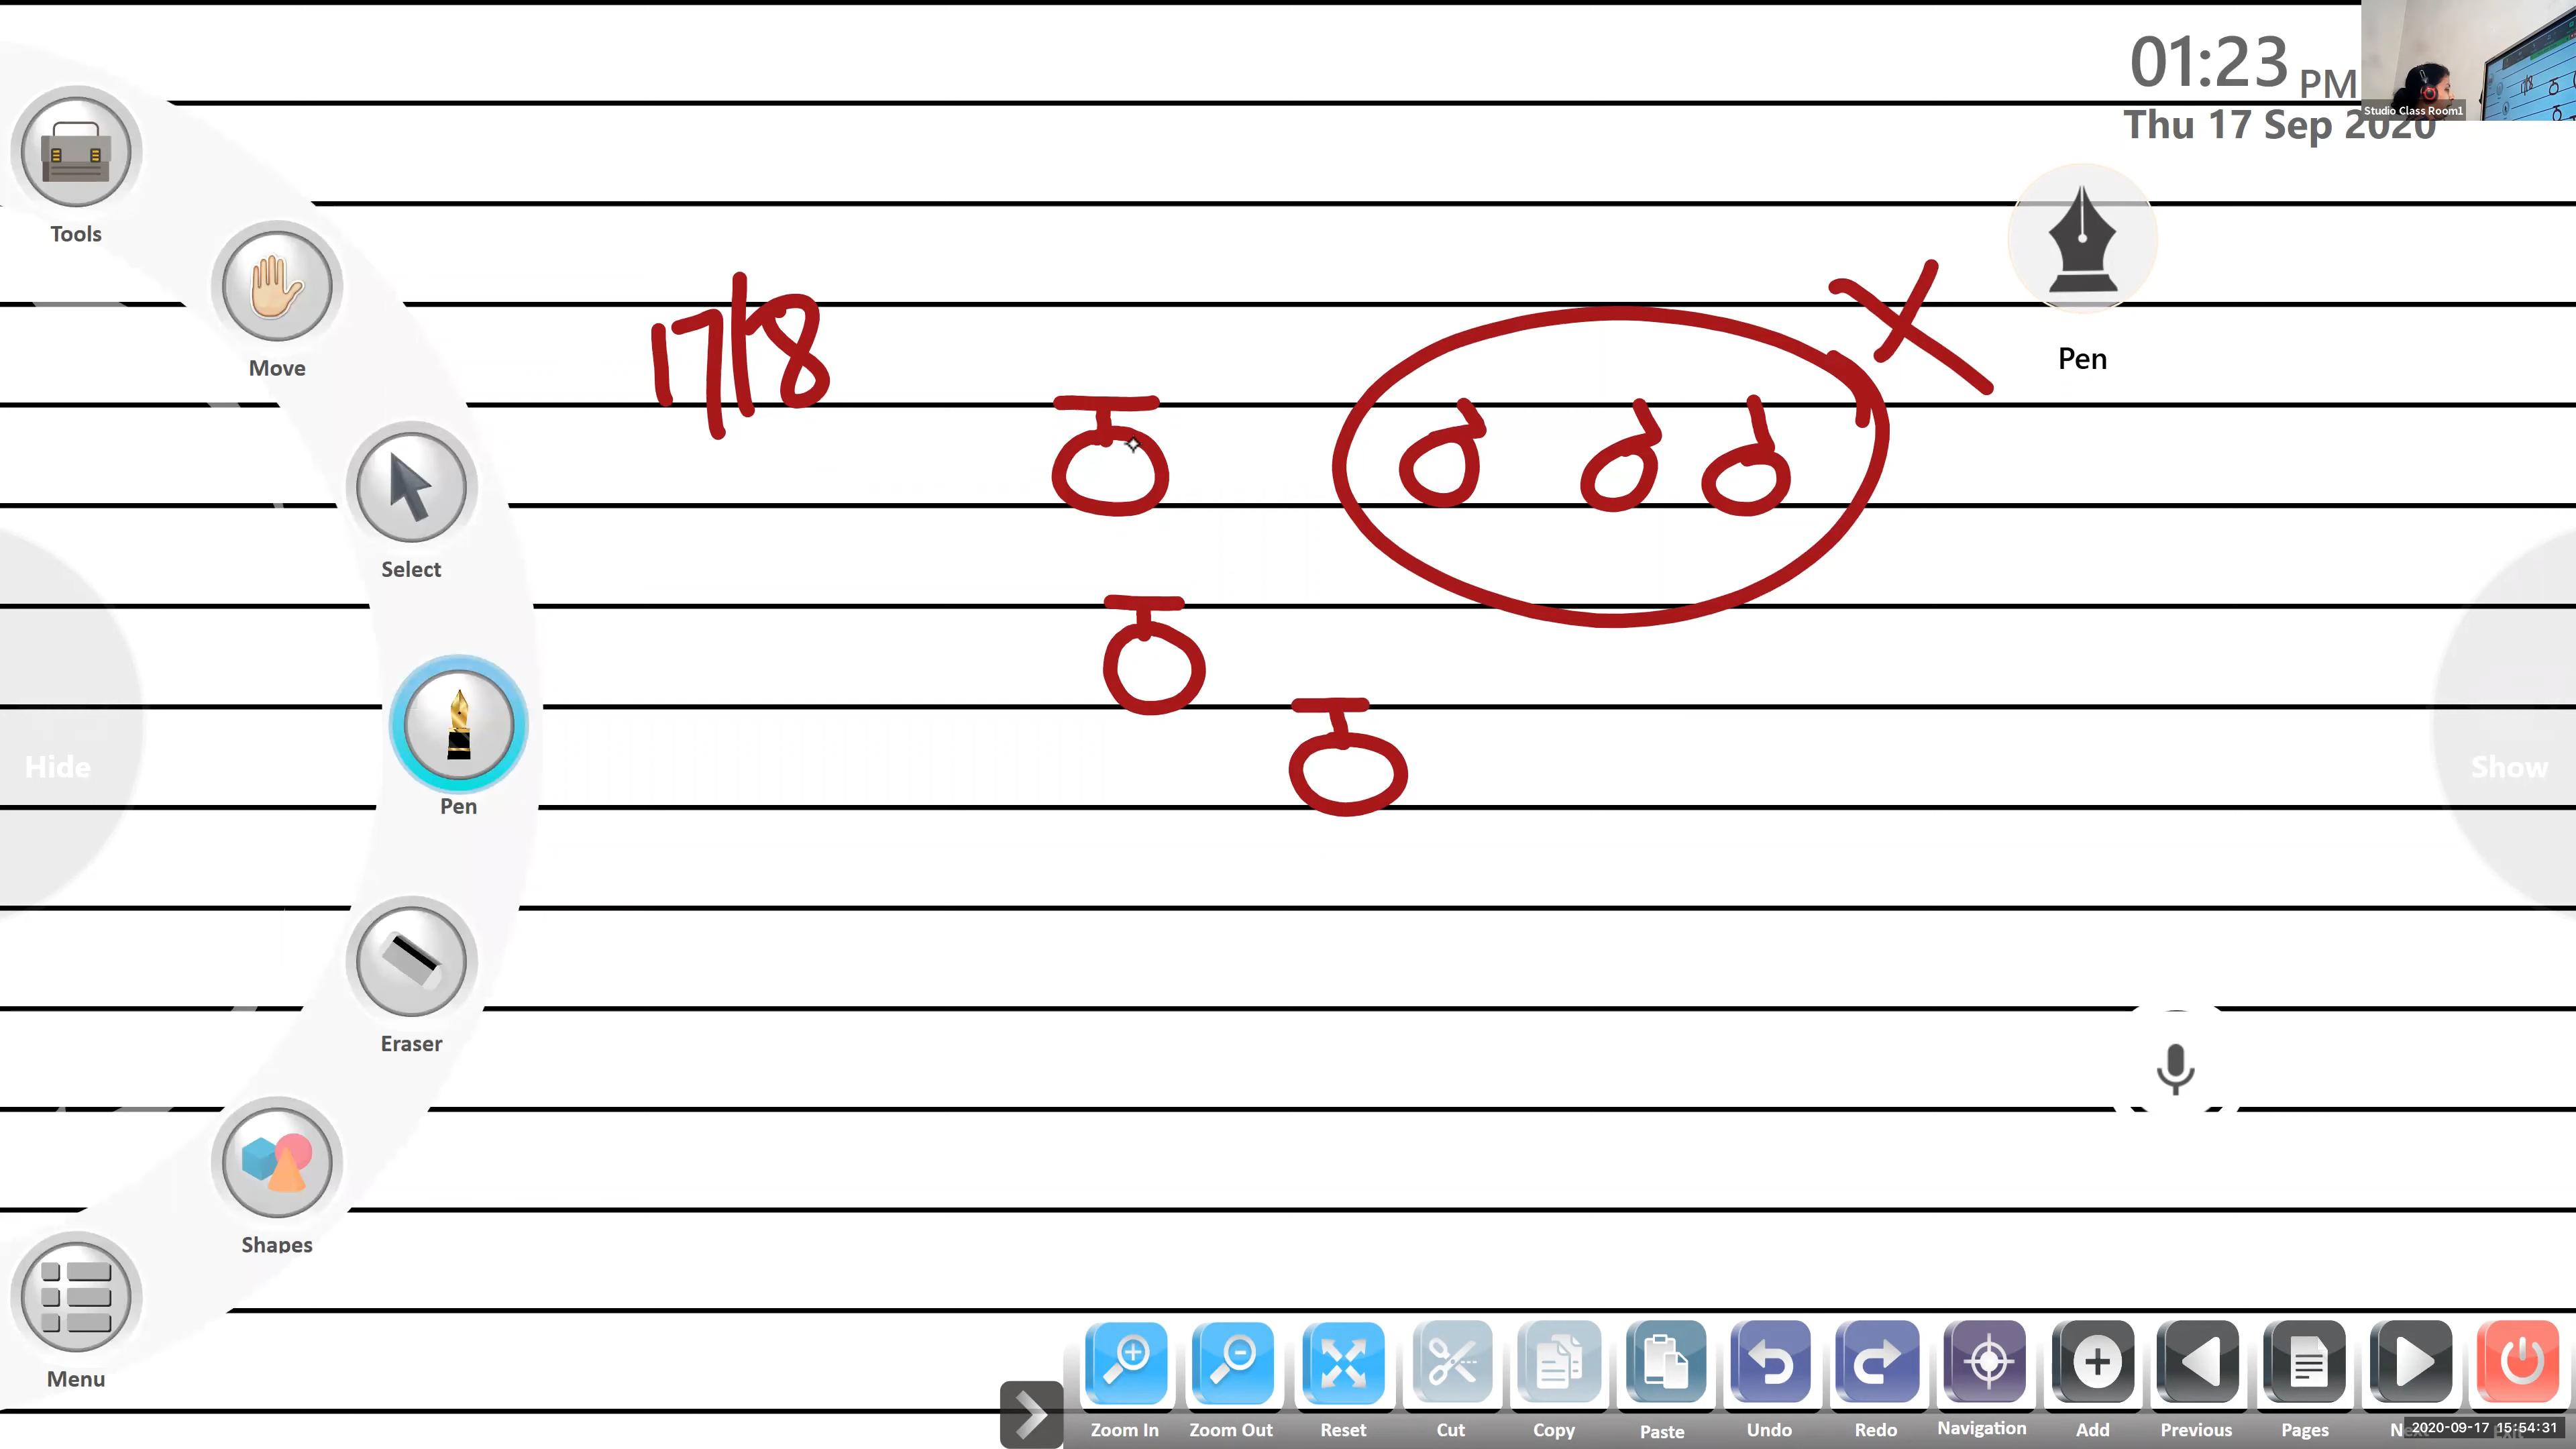 01:23 PM
Studio Class Room1
Thu 17 Sep 2020
Tools
Move
17/8
Pen
ठ
Select
ठ
ठ
Hide
Show
Pen
Eraser
Shapes
Menu
Zoom In Zoom Out Reset Cut Copy Paste Undo Redo Navigation Add Previous Pages
2020-09-17 15:54:31